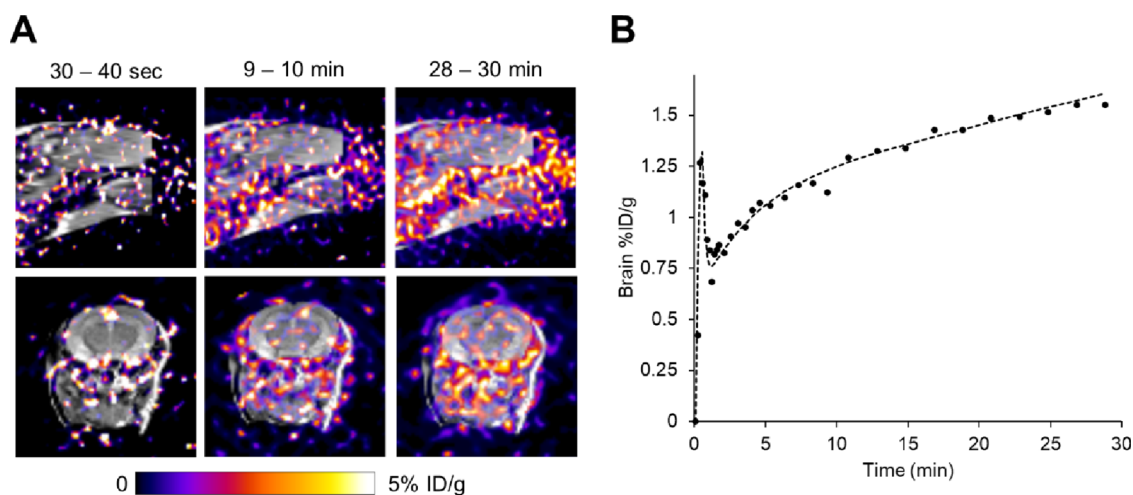 A
30 – 40 sec
9 – 10 min
28 – 30 min
0
5% ID/g
B
Brain %ID/g
1.5
1.25
1
0.75
0.5
0.25
0
0
5
10
15
20
25
30
Time (min)